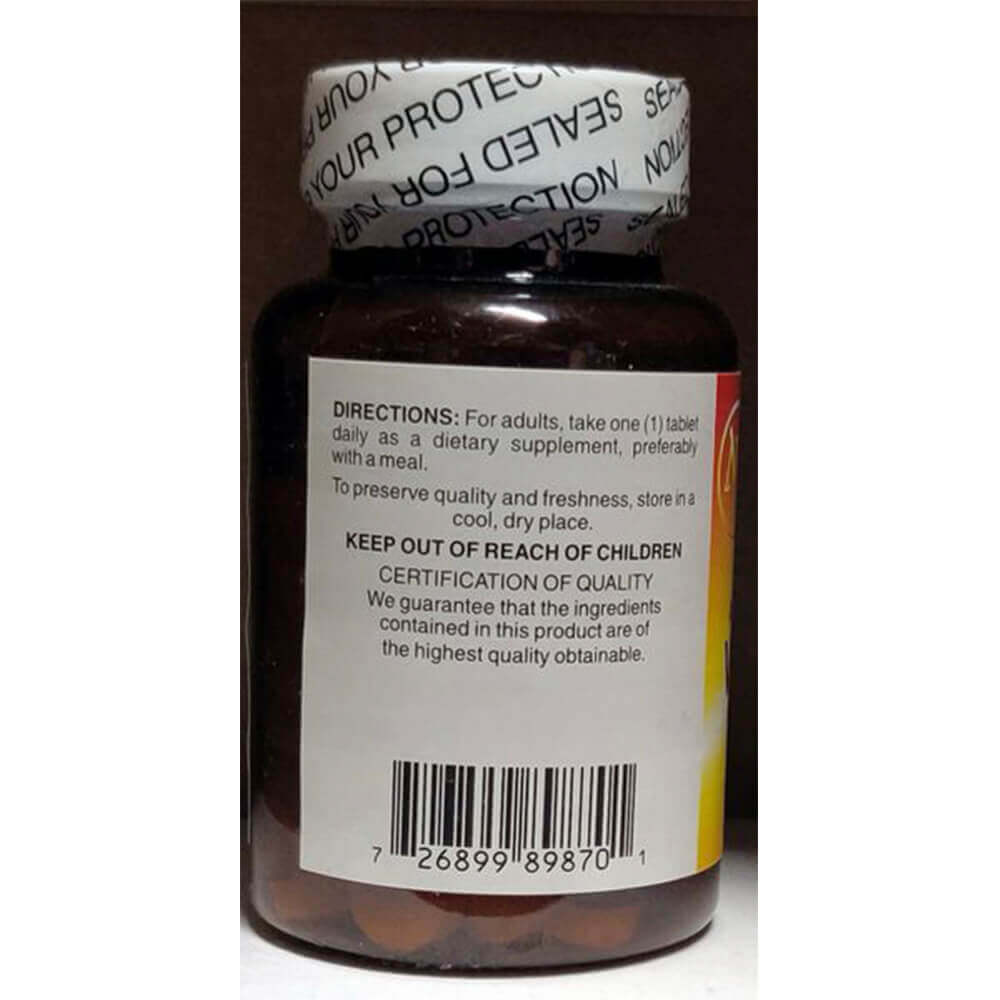 YOUR PROTEC
SEALED FOR YOUR
PROTECTION
SEALED
DIRECTIONS: For adults, take one (1) tablet
daily as a dietary supplement, preferably
with a meal.
To preserve quality and freshness, store in a
cool, dry place.
KEEP OUT OF REACH OF CHILDREN
CERTIFICATION OF QUALITY
We guarantee that the ingredients
contained in this product are of
the highest quality obtainable.
7 26899 89870 1